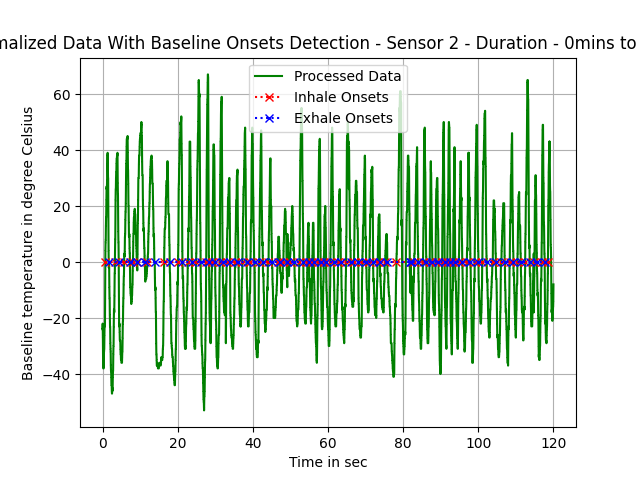 malized Data With Baseline Onsets Detection - Sensor 2 - Duration - 0mins to
Processed Data
Inhale Onsets
Exhale Onsets
Baseline temperature in degree Celsius
60
40
20
0
−20
−40
0
20
40
60
80
100
120
Time in sec